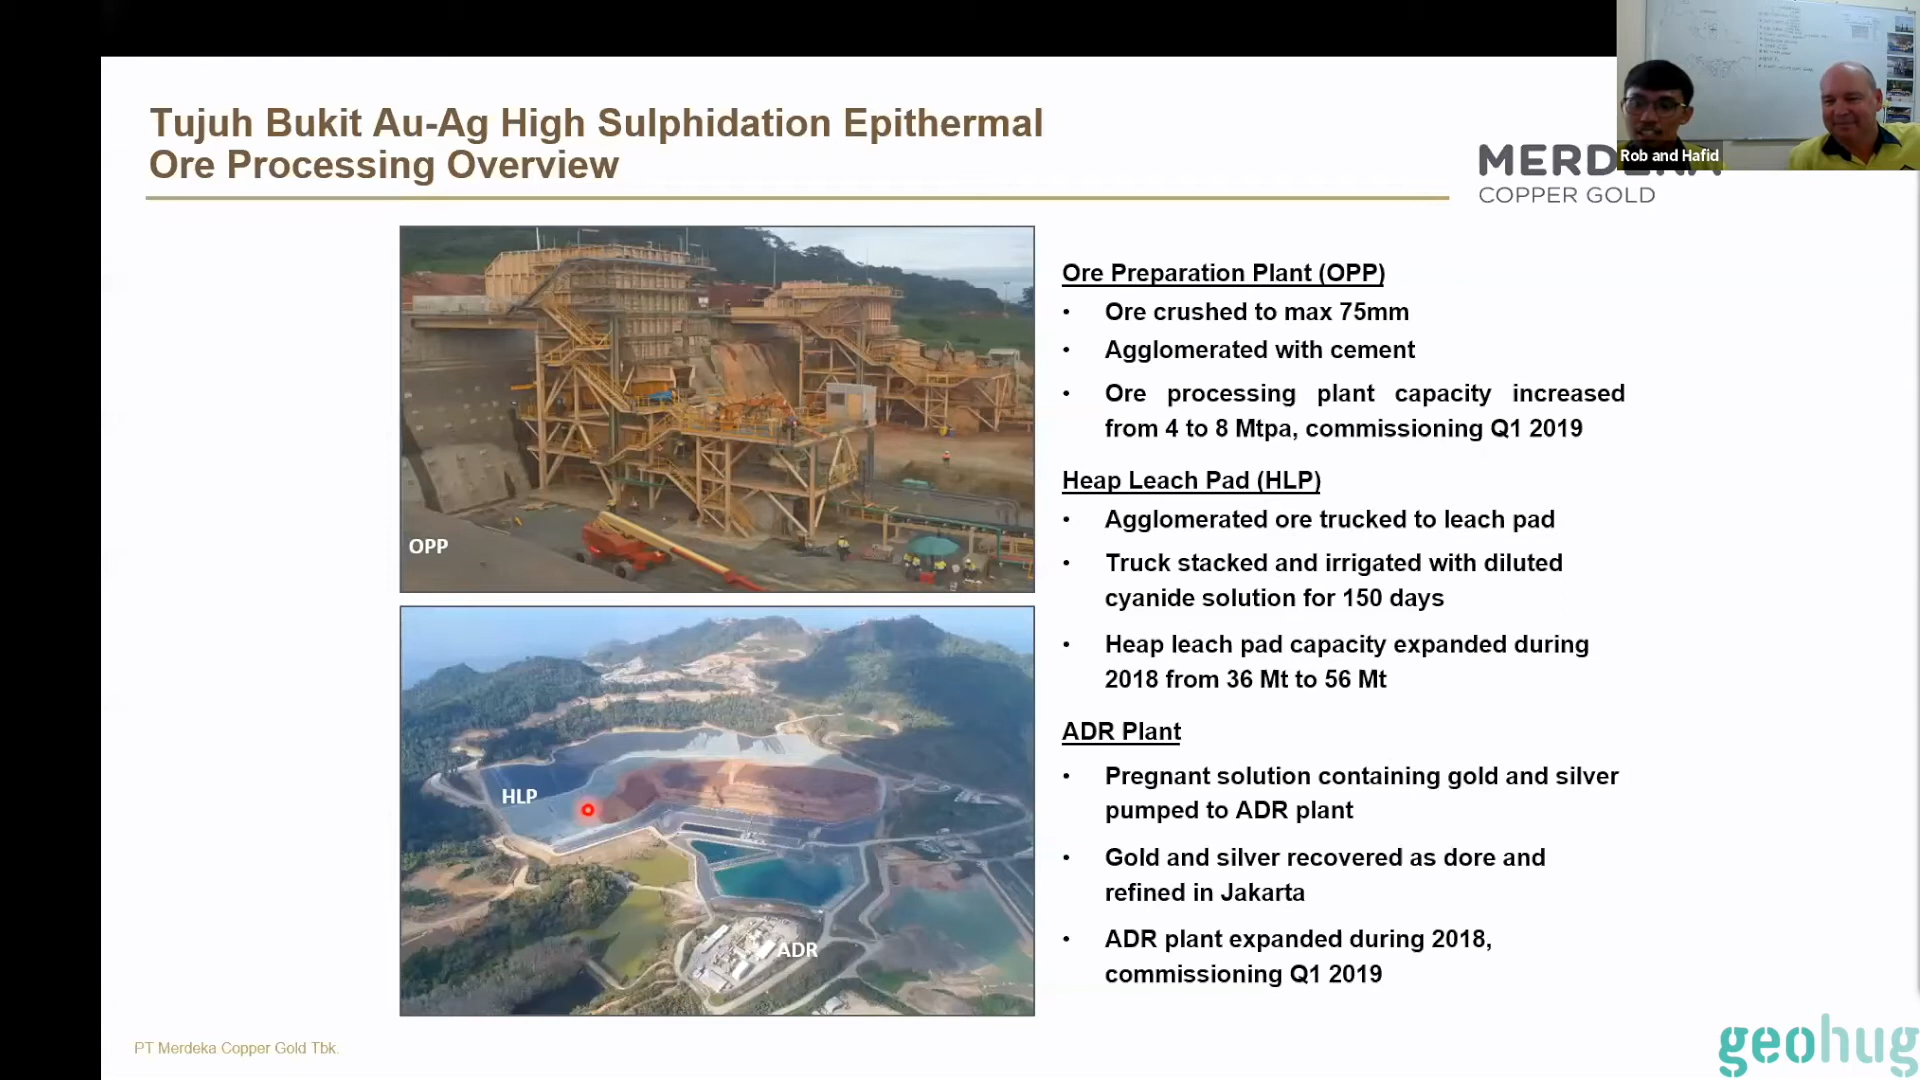 Tujuh Bukit Au-Ag High Sulphidation Epithermal
Ore Processing Overview
MERD
COPPER GOLD
Rob and Hafid
OPP
HLP
ADR
Ore Preparation Plant (OPP)
• Ore crushed to max 75mm
• Agglomerated with cement
• Ore processing plant capacity increased
from 4 to 8 Mtpa, commissioning Q1 2019
Heap Leach Pad (HLP)
• Agglomerated ore trucked to leach pad
• Truck stacked and irrigated with diluted
cyanide solution for 150 days
• Heap leach pad capacity expanded during
2018 from 36 Mt to 56 Mt
ADR Plant
• Pregnant solution containing gold and silver
pumped to ADR plant
• Gold and silver recovered as dore and
refined in Jakarta
• ADR plant expanded during 2018,
commissioning Q1 2019
PT Merdeka Copper Gold Tbk.
geohug